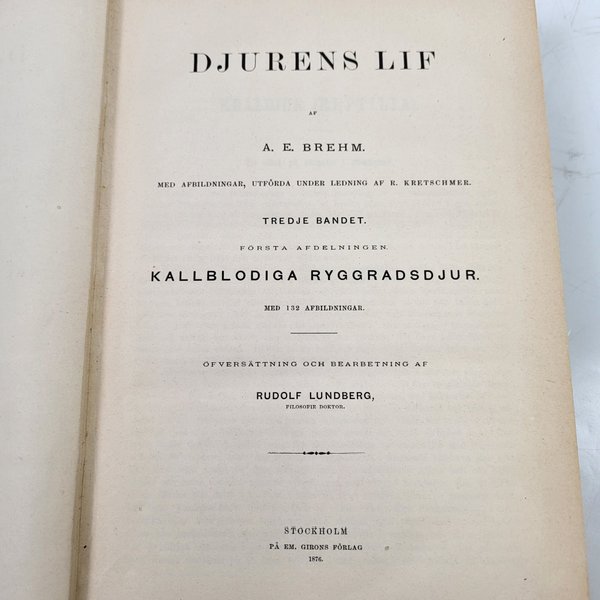 DJURENS LIF
AF
A. E. BREHM.
MED AFBILDNINGAR, UTFÖRDA UNDER LEDNING AF R. KRETSCHMER.
TREDJE BANDET.
FÖRSTA AFDELNINGEN.
KALLBLODIGA RYGGRADSDJUR.
MED 132 AFBILDNINGAR.
ÖFVERSÄTTNING OCH BEARBETNING AF
RUDOLF LUNDBERG,
FILOSOFIE DOKTOR.
STOCKHOLM
PÅ EM. GIRONS FÖRLAG
1876.